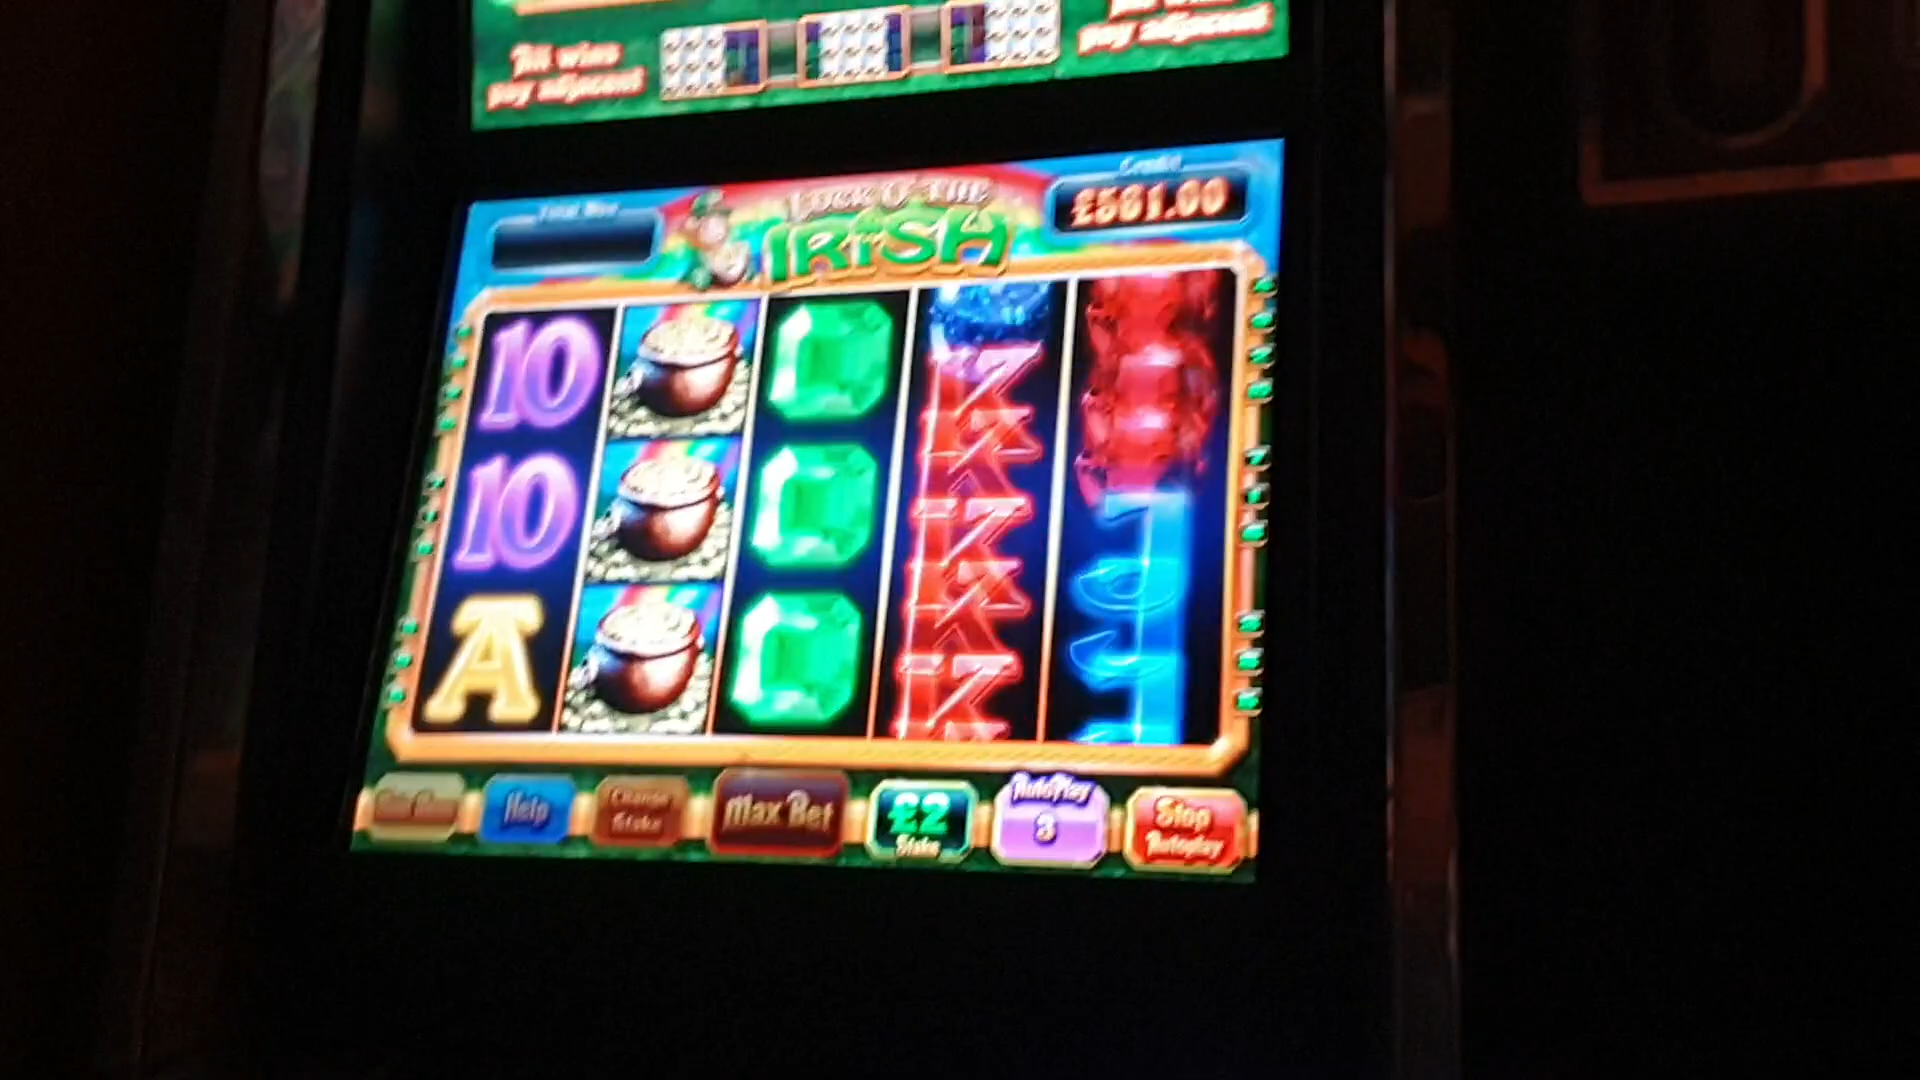 All wins
pay adjacent
All wins
pay adjacent
Total Bet
LUCK O' THE
IRISH
Credit
£581.00
10
10
A
Help
Change
Stake
Max Bet
£2
Stake
AutoPlay
3
Stop
Autoplay